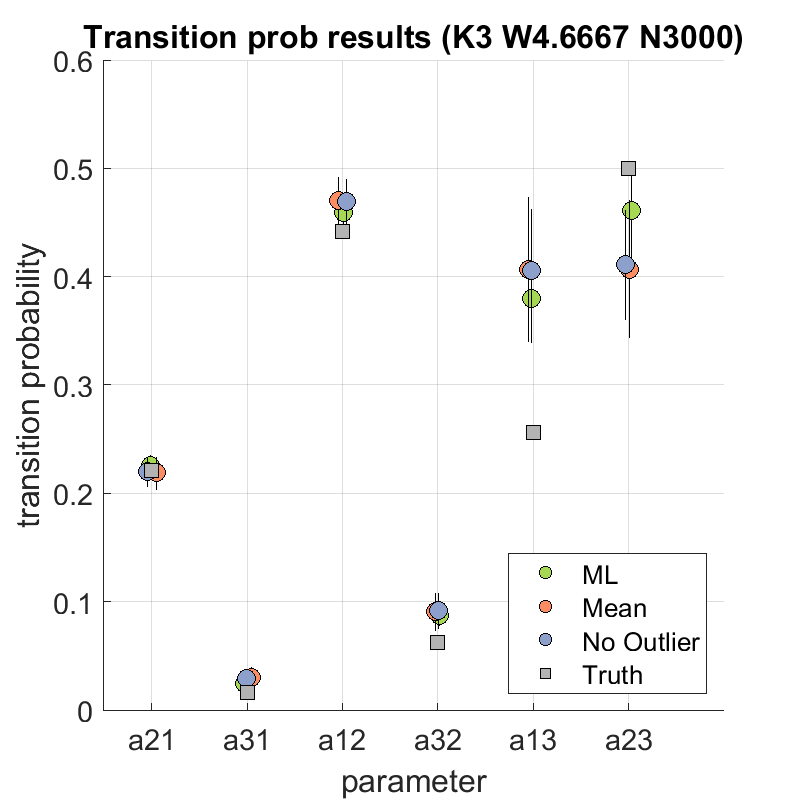 Transition prob results (K3 W4.6667 N3000)
0.6
0.5
0.4
0.3
0.2
0.1
0
transition probability
a21 a31 a12 a32 a13 a23
parameter
ML
Mean
No Outlier
Truth